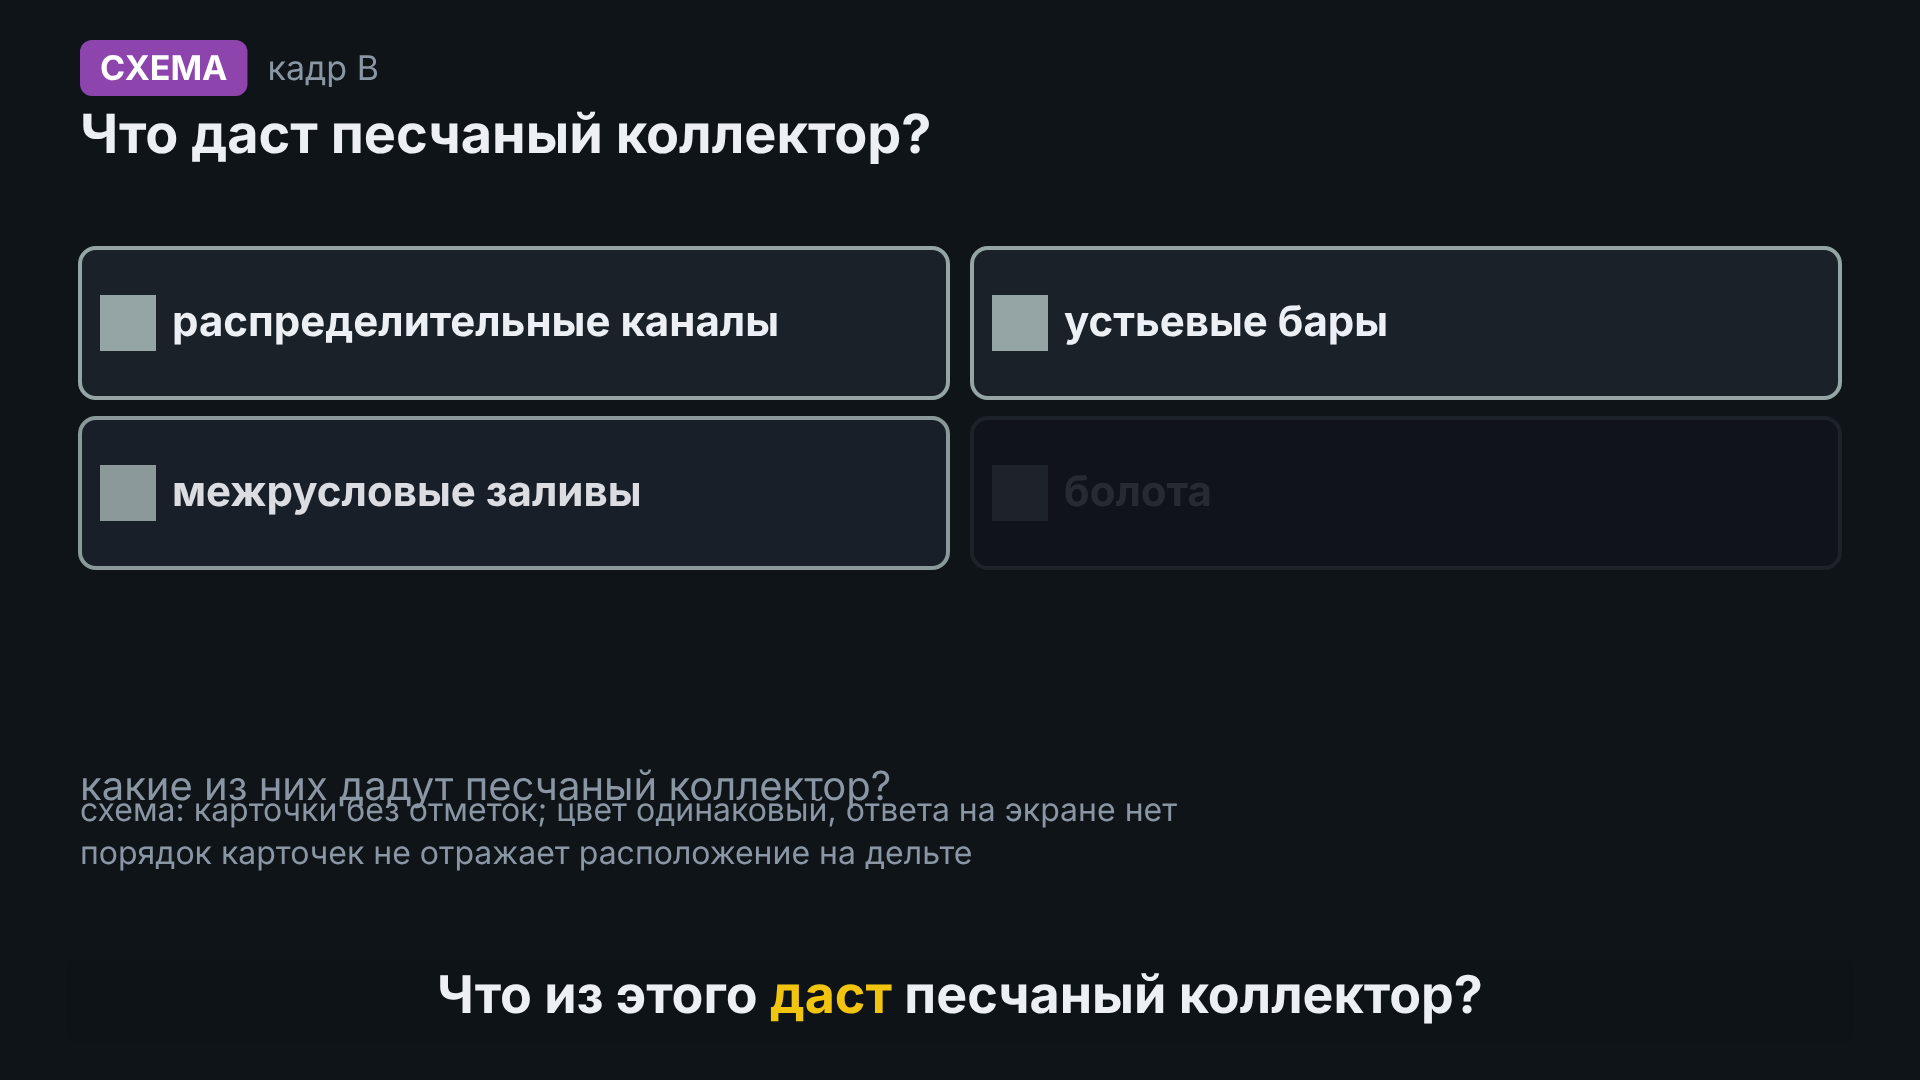 СХЕМА кадр В
Что даст песчаный коллектор?
распределительные каналы
устьевые бары
межрусловые заливы
болота
какие из них дадут песчаный коллектор?
схема: карточки без отметок; цвет одинаковый, ответа на экране нет
порядок карточек не отражает расположение на дельте
Что из этого даст песчаный коллектор?